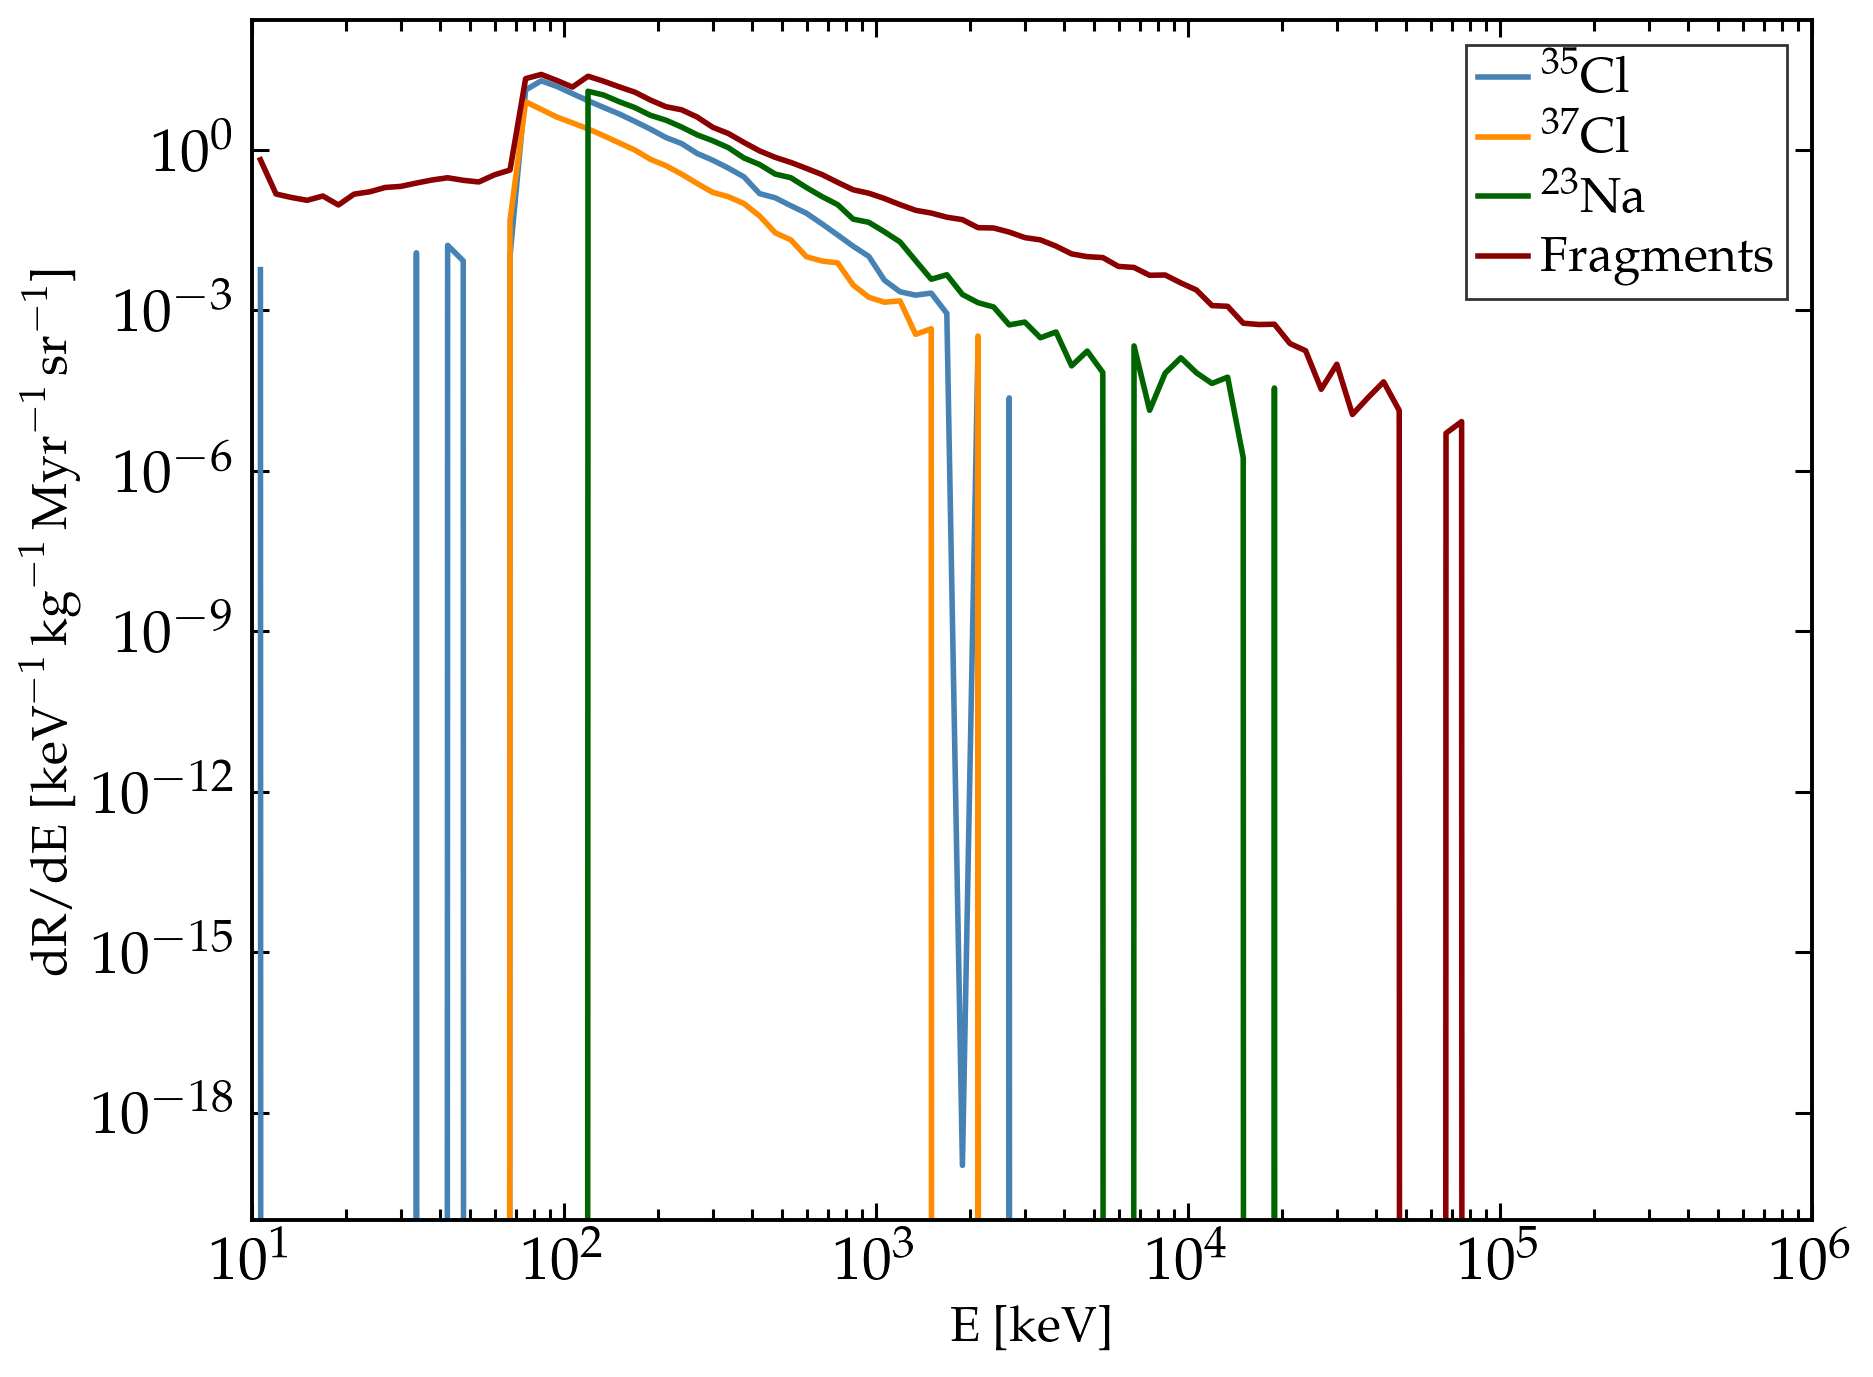 dR/dE [keV⁻¹ kg⁻¹ Myr⁻¹ sr⁻¹]
10⁰
10⁻³
10⁻⁶
10⁻⁹
10⁻¹²
10⁻¹⁵
10⁻¹⁸
³⁵Cl
³⁷Cl
²³Na
Fragments
10¹ 10² 10³ 10⁴ 10⁵ 10⁶
E [keV]